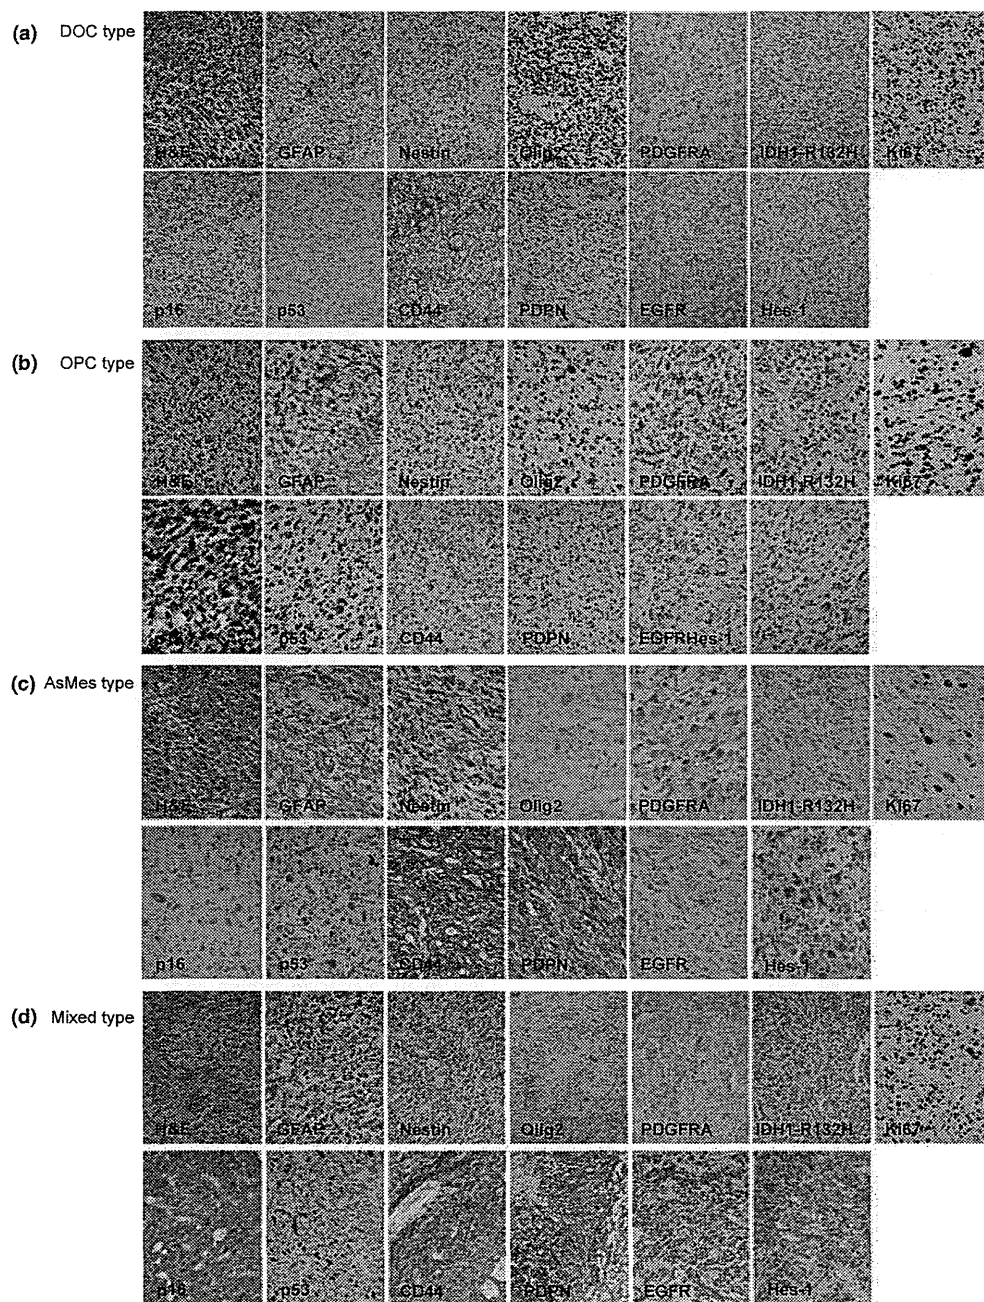 (a) DOC type
H&E GFAP Nestin Olig2 PDGFRA IDH1-R132H Ki67
p16 p53 CD44 PDPN EGFR Hes-1
(b) OPC type
H&E GFAP Nestin Olig2 PDGFRA IDH1-R132H Ki67
p53 CD44 PDPN EGFRHes-1
(c) AsMes type
H&E GFAP Nestin Olig2 PDGFRA IDH1-R132H Ki67
p16 p53 CD44 PDPN EGFR Hes-1
(d) Mixed type
H&E GFAP Nestin Olig2 PDGFRA IDH1-R132H Ki67
p16 p53 CD44 PDPN EGFR Hes-1